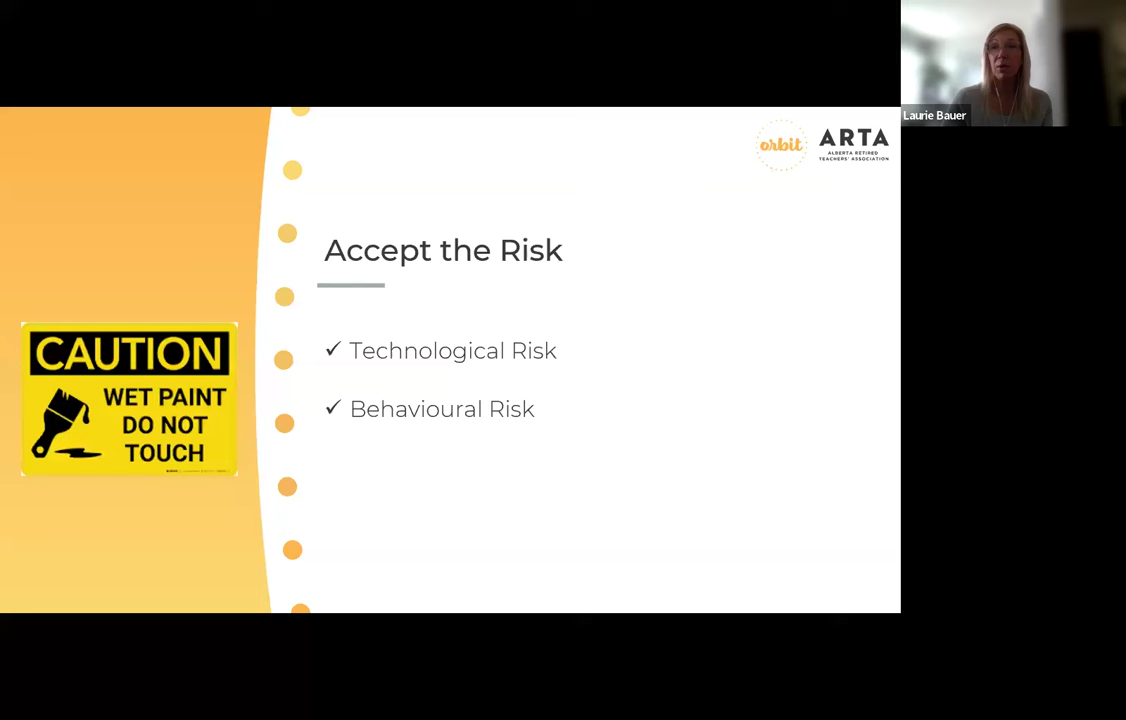 Laurie Bauer
orbit
ARTA
ALBERTA RETIRED
TEACHERS' ASSOCIATION
Accept the Risk
✓ Technological Risk
✓ Behavioural Risk
CAUTION
WET PAINT
DO NOT
TOUCH